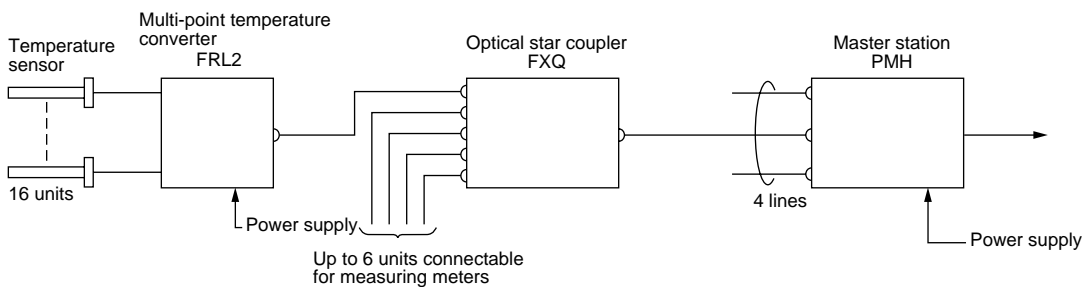 Multi-point temperature
converter
FRL2
Temperature
sensor
Optical star coupler
FXQ
Master station
PMH
16 units
4 lines
Power supply
Power supply
Up to 6 units connectable
for measuring meters